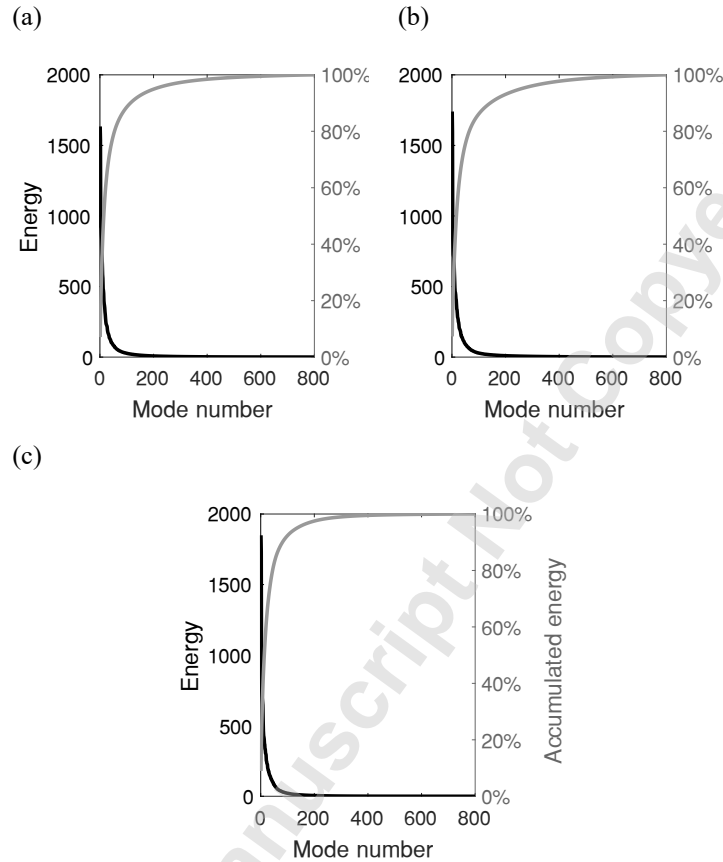 (a) (b)
2000 100% 2000 100%
80% 80%
1500 1500
60% 60%
Energy
1000 1000
40% 40%
500 500
20% 20%
0 0% 0 0%
0 200 400 600 800 0 200 400 600 800
Mode number Mode number
(c)
2000 100%
80%
1500
60%
Energy
1000
Accumulated energy
40%
500
20%
0 0%
0 200 400 600 800
Mode number
anuscript Not Copye